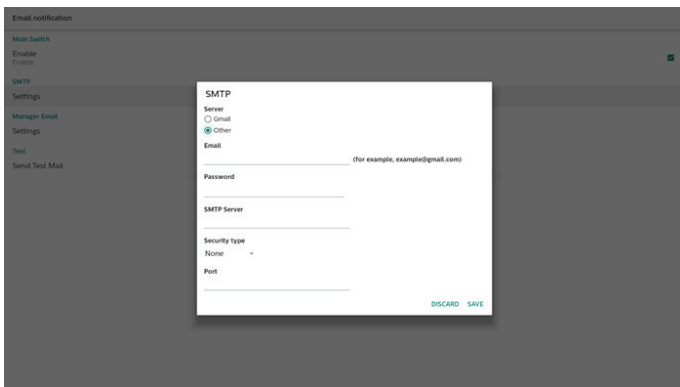 Email notification
Main Switch
Enable
Enable
SMTP
Settings
Manager Email
Settings
Test
Send Test Mail
SMTP
Server
Gmail
Other
Email
(for example, example@gmail.com)
Password
SMTP Server
Security type
None
Port
DISCARD SAVE